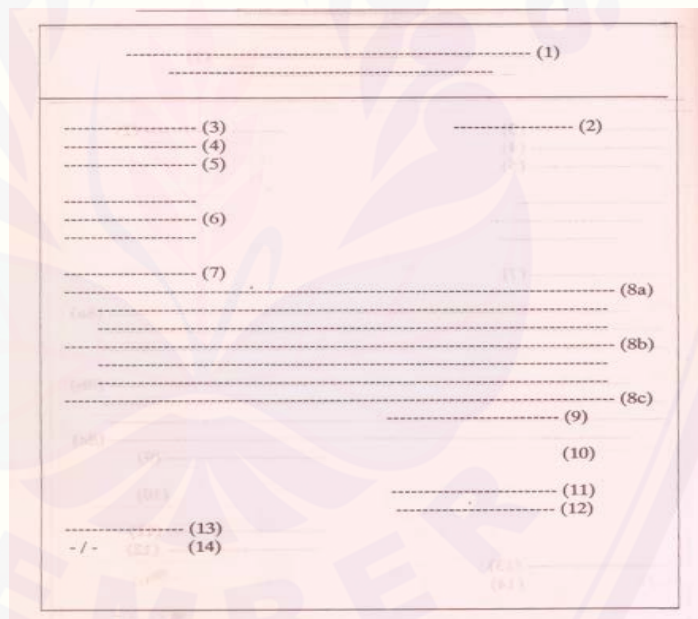 (1)
(3) (2)
(4)
(5)
(6)
(7)
(8a)
(8b)
(8c)
(9)
(10)
(11)
(12)
(13)
- / - (14)